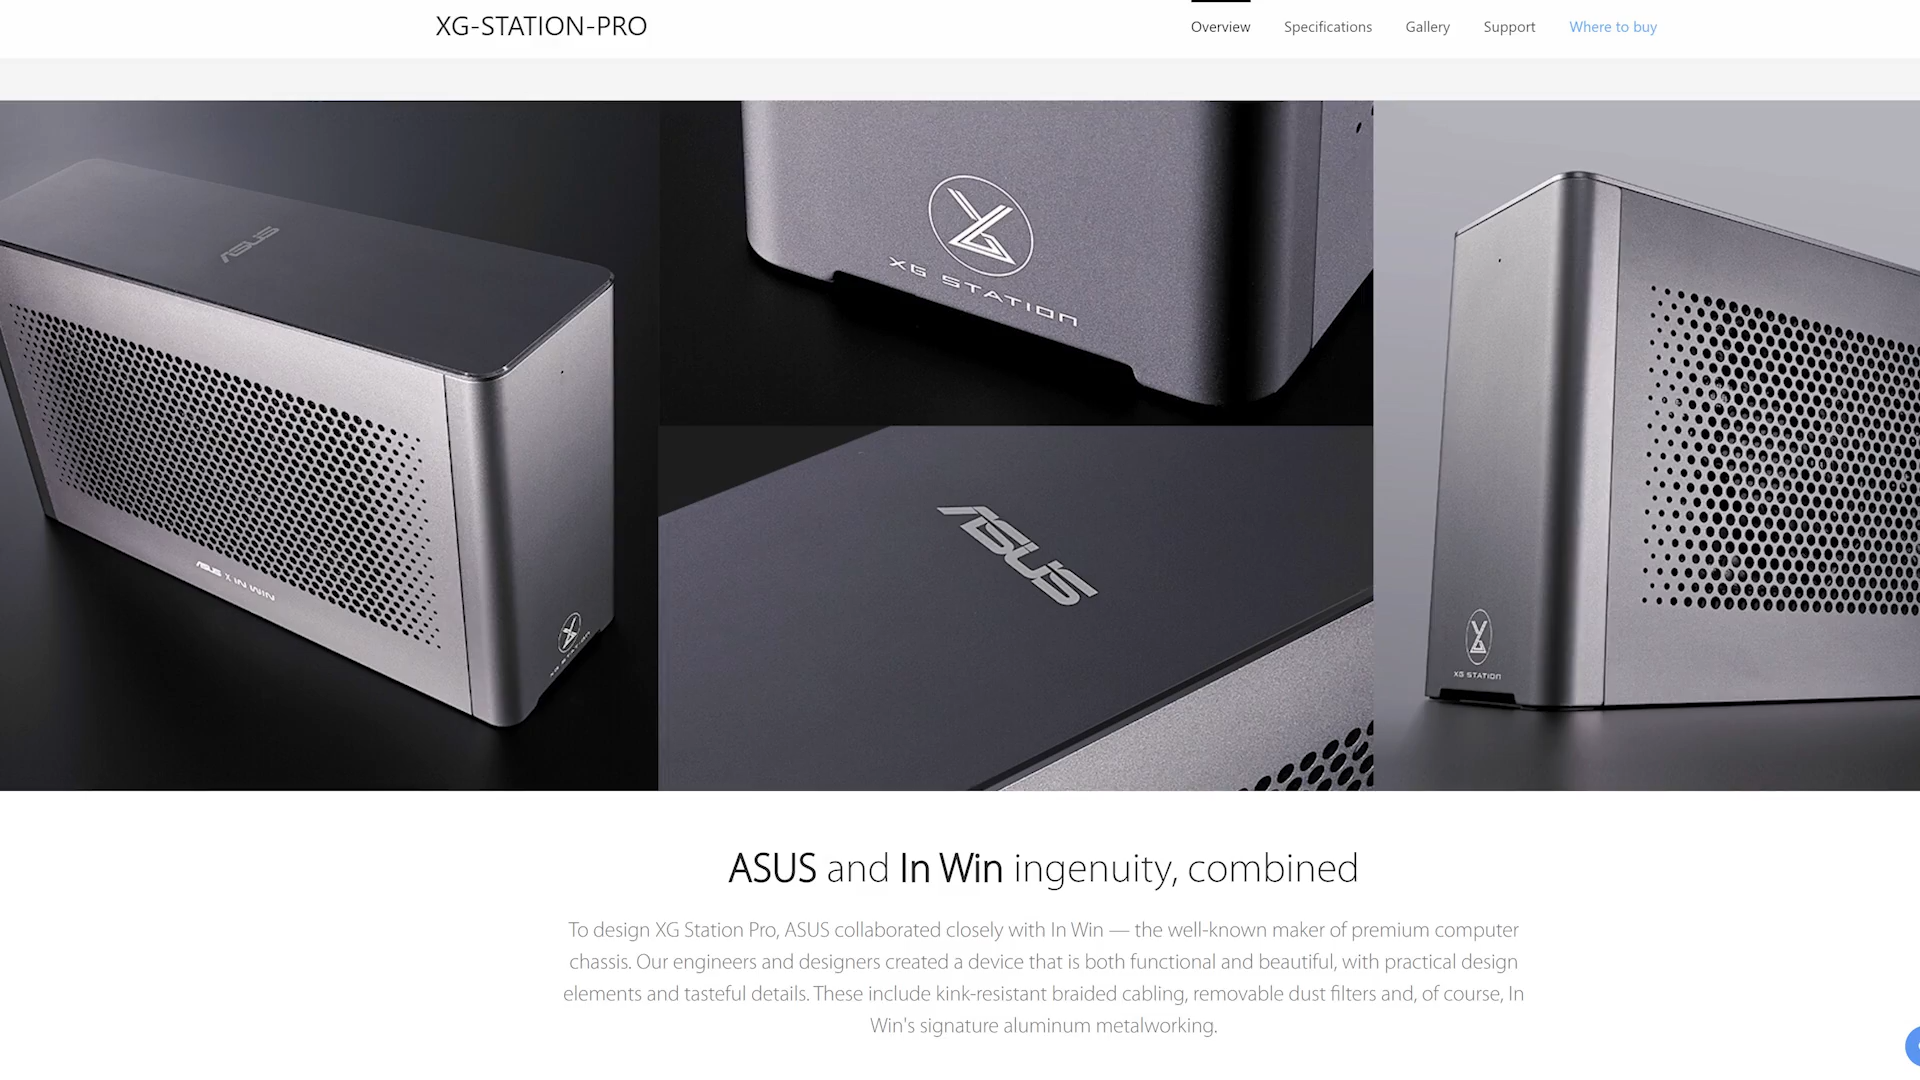 XG-STATION-PRO
Overview Specifications Gallery Support Where to buy
ASUS
ASUS X IN WIN
XG STATION
XG STATION
ASUS
XG STATION
ASUS and In Win ingenuity, combined
To design XG Station Pro, ASUS collaborated closely with In Win — the well-known maker of premium computer
chassis. Our engineers and designers created a device that is both functional and beautiful, with practical design
elements and tasteful details. These include kink-resistant braided cabling, removable dust filters and, of course, In
Win's signature aluminum metalworking.